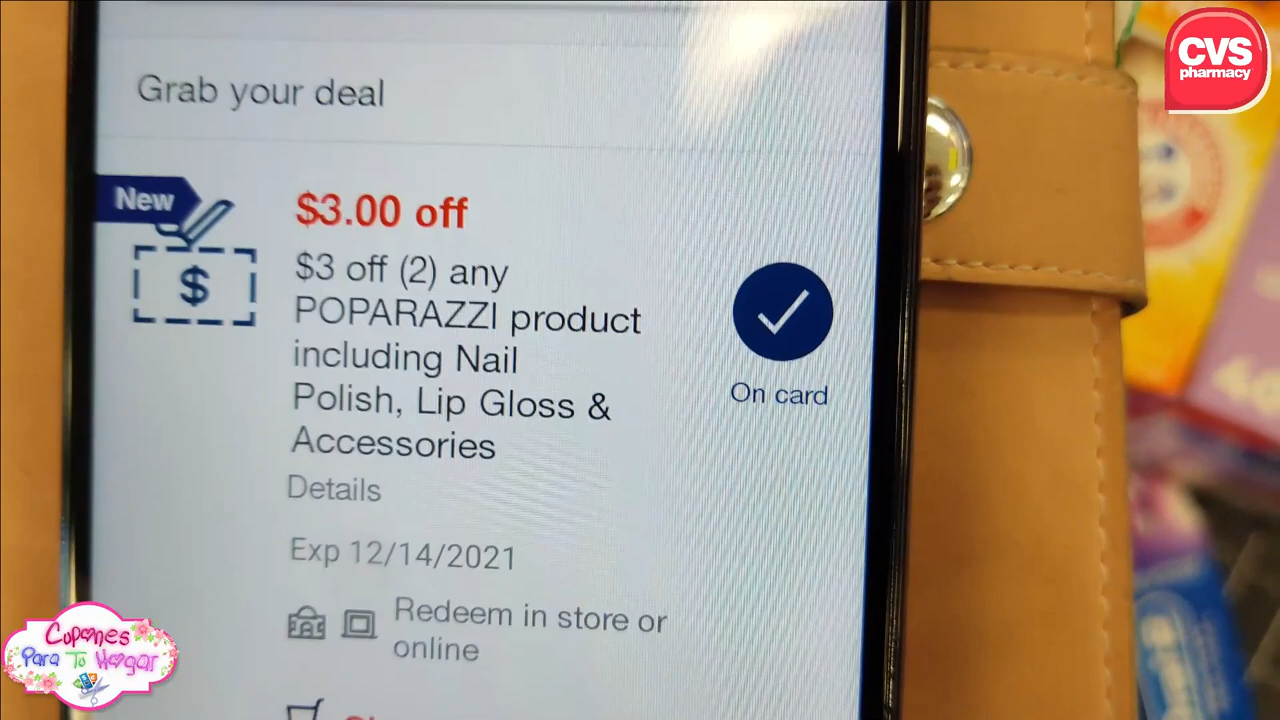 CVS
pharmacy
Grab your deal
New
$3.00 off
$
$3 off (2) any
POPARAZZI product
including Nail
Polish, Lip Gloss &
Accessories
On card
Details
Exp 12/14/2021
Redeem in store or
online
Cupones
Para Tu Hogar